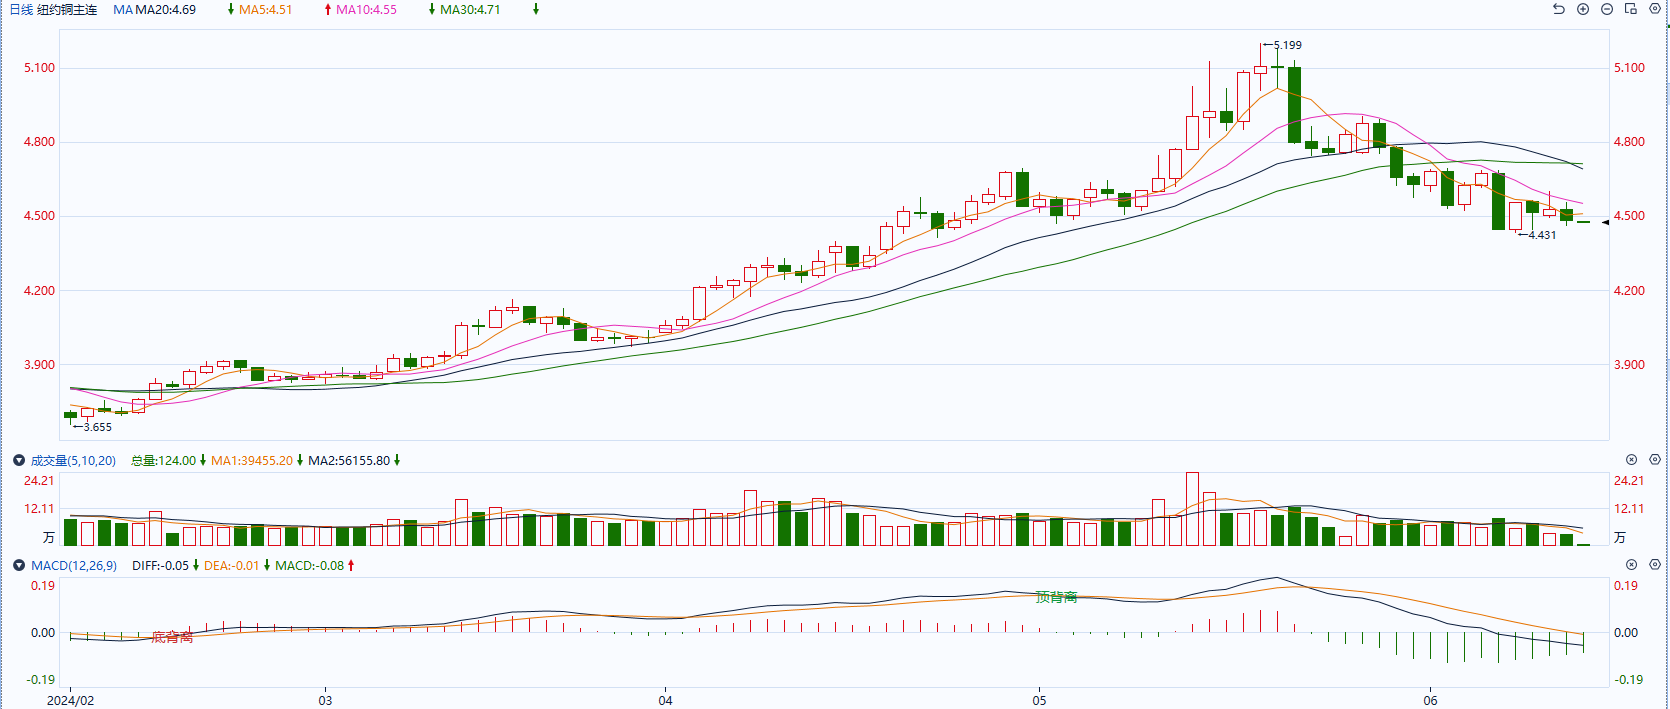 日线 纽约铜主连 MA MA20:4.69 ↓ MA5:4.51 ↑ MA10:4.55 ↓ MA30:4.71 ↓
←5.199
5.100 5.100
4.800 4.800
4.500 4.500
←4.431
4.200 4.200
3.900 3.900
←3.655
成交量(5,10,20) 总量:124.00↓ MA1:39455.20↓ MA2:56155.80↓
24.21 24.21
12.11 12.11
万 万
MACD(12,26,9) DIFF:-0.05↓ DEA:-0.01↓ MACD:-0.08↑
0.19 0.19
顶背离
0.00 0.00
底背离
-0.19 -0.19
2024/02 03 04 05 06